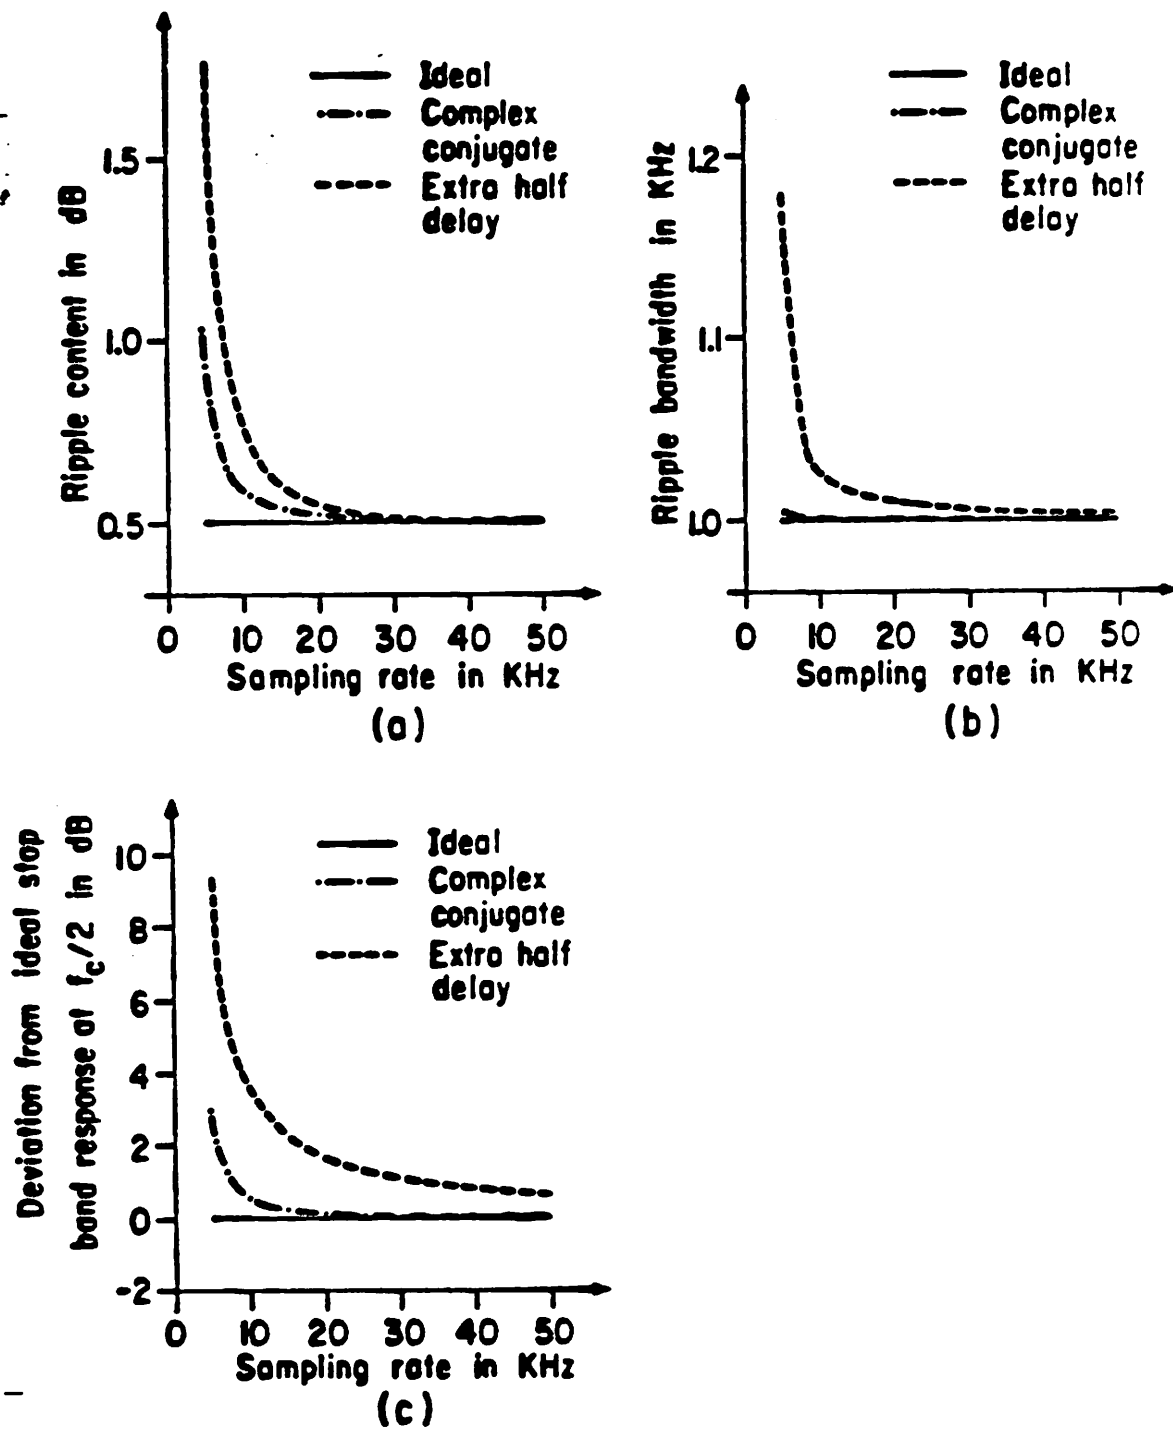 Ideal
Complex
conjugate
Extra half
delay
Ripple content in dB
1.5
1.0
0.5
0 10 20 30 40 50
Sampling rate in KHz
(a)
Ideal
Complex
conjugate
Extra half
delay
Ripple bandwidth in KHz
1.2
1.1
1.0
0 10 20 30 40 50
Sampling rate in KHz
(b)
Ideal
Complex
conjugate
Extra half
delay
Deviation from ideal stop
band response at fc/2 in dB
10
8
6
4
2
0
-2
0 10 20 30 40 50
Sampling rate in KHz
(c)